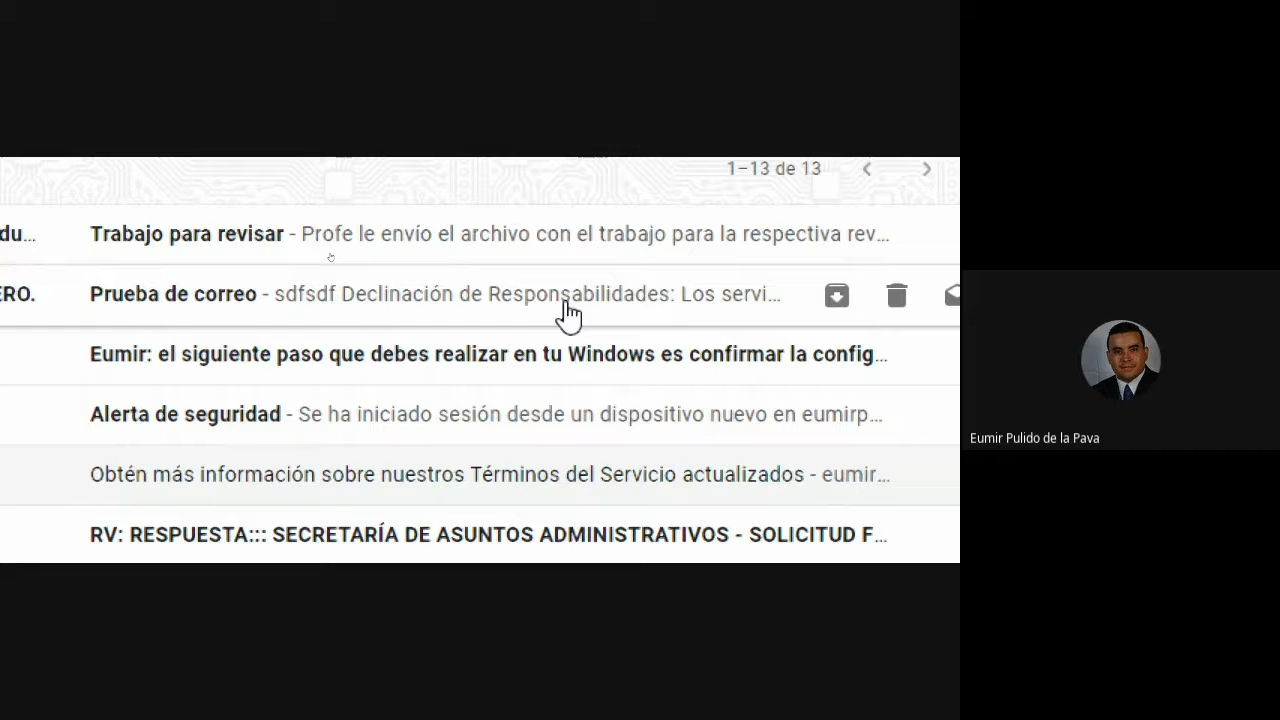 1–13 de 13
du... Trabajo para revisar - Profe le envío el archivo con el trabajo para la respectiva rev...
ERO. Prueba de correo - sdfsdf Declinación de Responsabilidades: Los servi...
Eumir: el siguiente paso que debes realizar en tu Windows es confirmar la config...
Alerta de seguridad - Se ha iniciado sesión desde un dispositivo nuevo en eumirp...
Obtén más información sobre nuestros Términos del Servicio actualizados - eumir...
RV: RESPUESTA::: SECRETARÍA DE ASUNTOS ADMINISTRATIVOS - SOLICITUD F...
Eumir Pulido de la Pava